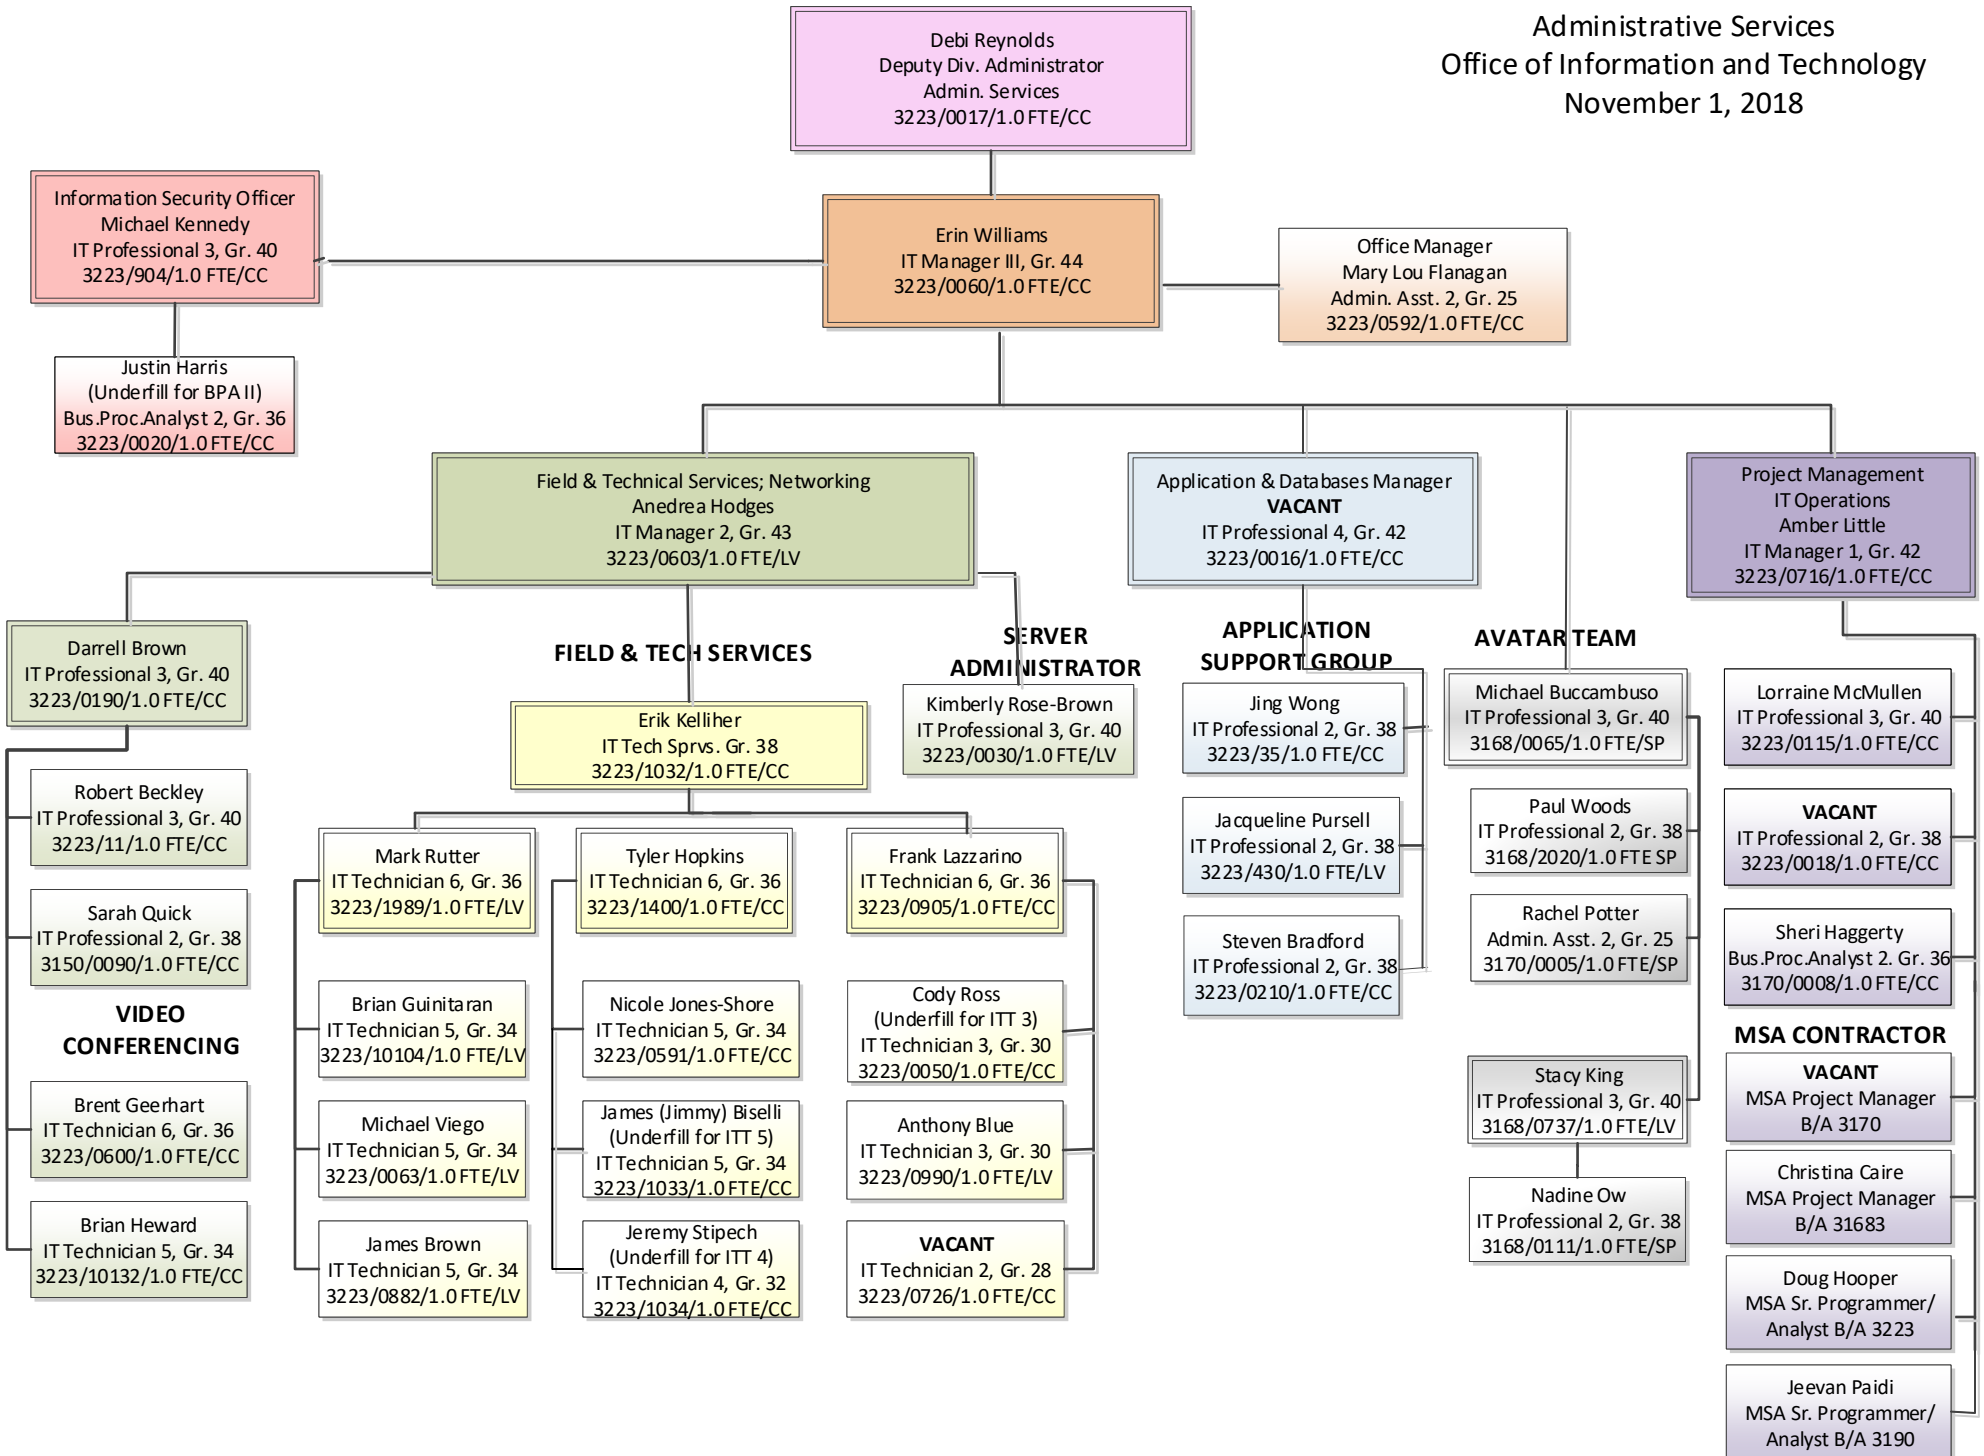 Administrative Services
Office of Information and Technology
November 1, 2018
Debi Reynolds
Deputy Div. Administrator
Admin. Services
3223/0017/1.0 FTE/CC
Information Security Officer
Michael Kennedy
IT Professional 3, Gr. 40
3223/904/1.0 FTE/CC
Erin Williams
IT Manager III, Gr. 44
3223/0060/1.0 FTE/CC
Office Manager
Mary Lou Flanagan
Admin. Asst. 2, Gr. 25
3223/0592/1.0 FTE/CC
Justin Harris
(Underfill for BPA II)
Bus.Proc.Analyst 2, Gr. 36
3223/0020/1.0 FTE/CC
Field & Technical Services; Networking
Anedrea Hodges
IT Manager 2, Gr. 43
3223/0603/1.0 FTE/LV
Application & Databases Manager
VACANT
IT Professional 4, Gr. 42
3223/0016/1.0 FTE/CC
Project Management
IT Operations
Amber Little
IT Manager 1, Gr. 42
3223/0716/1.0 FTE/CC
Darrell Brown
IT Professional 3, Gr. 40
3223/0190/1.0 FTE/CC
Robert Beckley
IT Professional 3, Gr. 40
3223/11/1.0 FTE/CC
Sarah Quick
IT Professional 2, Gr. 38
3150/0090/1.0 FTE/CC
VIDEO
CONFERENCING
Brent Geerhart
IT Technician 6, Gr. 36
3223/0600/1.0 FTE/CC
Brian Heward
IT Technician 5, Gr. 34
3223/10132/1.0 FTE/CC
FIELD & TECH SERVICES
Erik Kelliher
IT Tech Sprvs. Gr. 38
3223/1032/1.0 FTE/CC
Mark Rutter
IT Technician 6, Gr. 36
3223/1989/1.0 FTE/LV
Brian Guinitaran
IT Technician 5, Gr. 34
3223/10104/1.0 FTE/LV
Michael Viego
IT Technician 5, Gr. 34
3223/0063/1.0 FTE/LV
James Brown
IT Technician 5, Gr. 34
3223/0882/1.0 FTE/LV
Tyler Hopkins
IT Technician 6, Gr. 36
3223/1400/1.0 FTE/CC
Nicole Jones-Shore
IT Technician 5, Gr. 34
3223/0591/1.0 FTE/CC
James (Jimmy) Biselli
(Underfill for ITT 5)
IT Technician 5, Gr. 34
3223/1033/1.0 FTE/CC
Jeremy Stipech
(Underfill for ITT 4)
IT Technician 4, Gr. 32
3223/1034/1.0 FTE/CC
Frank Lazzarino
IT Technician 6, Gr. 36
3223/0905/1.0 FTE/CC
Cody Ross
(Underfill for ITT 3)
IT Technician 3, Gr. 30
3223/0050/1.0 FTE/CC
Anthony Blue
IT Technician 3, Gr. 30
3223/0990/1.0 FTE/LV
VACANT
IT Technician 2, Gr. 28
3223/0726/1.0 FTE/CC
SERVER
ADMINISTRATOR
Kimberly Rose-Brown
IT Professional 3, Gr. 40
3223/0030/1.0 FTE/LV
APPLICATION
SUPPORT GROUP
Jing Wong
IT Professional 2, Gr. 38
3223/35/1.0 FTE/CC
Jacqueline Pursell
IT Professional 2, Gr. 38
3223/430/1.0 FTE/LV
Steven Bradford
IT Professional 2, Gr. 38
3223/0210/1.0 FTE/CC
AVATAR TEAM
Michael Buccambuso
IT Professional 3, Gr. 40
3168/0065/1.0 FTE/SP
Paul Woods
IT Professional 2, Gr. 38
3168/2020/1.0 FTE SP
Rachel Potter
Admin. Asst. 2, Gr. 25
3170/0005/1.0 FTE/SP
Stacy King
IT Professional 3, Gr. 40
3168/0737/1.0 FTE/LV
Nadine Ow
IT Professional 2, Gr. 38
3168/0111/1.0 FTE/SP
Lorraine McMullen
IT Professional 3, Gr. 40
3223/0115/1.0 FTE/CC
VACANT
IT Professional 2, Gr. 38
3223/0018/1.0 FTE/CC
Sheri Haggerty
Bus.Proc.Analyst 2. Gr. 36
3170/0008/1.0 FTE/CC
MSA CONTRACTOR
VACANT
MSA Project Manager
B/A 3170
Christina Caire
MSA Project Manager
B/A 31683
Doug Hooper
MSA Sr. Programmer/
Analyst B/A 3223
Jeevan Paidi
MSA Sr. Programmer/
Analyst B/A 3190